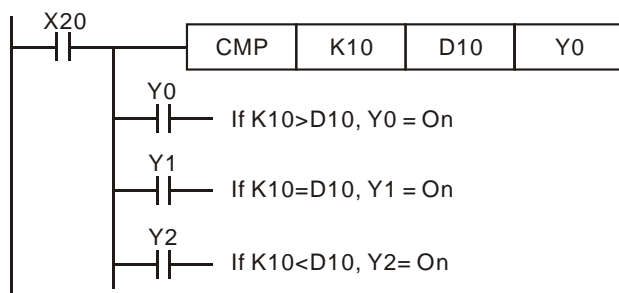 X20
CMP K10 D10 Y0
Y0
If K10>D10, Y0 = On
Y1
If K10=D10, Y1 = On
Y2
If K10<D10, Y2= On